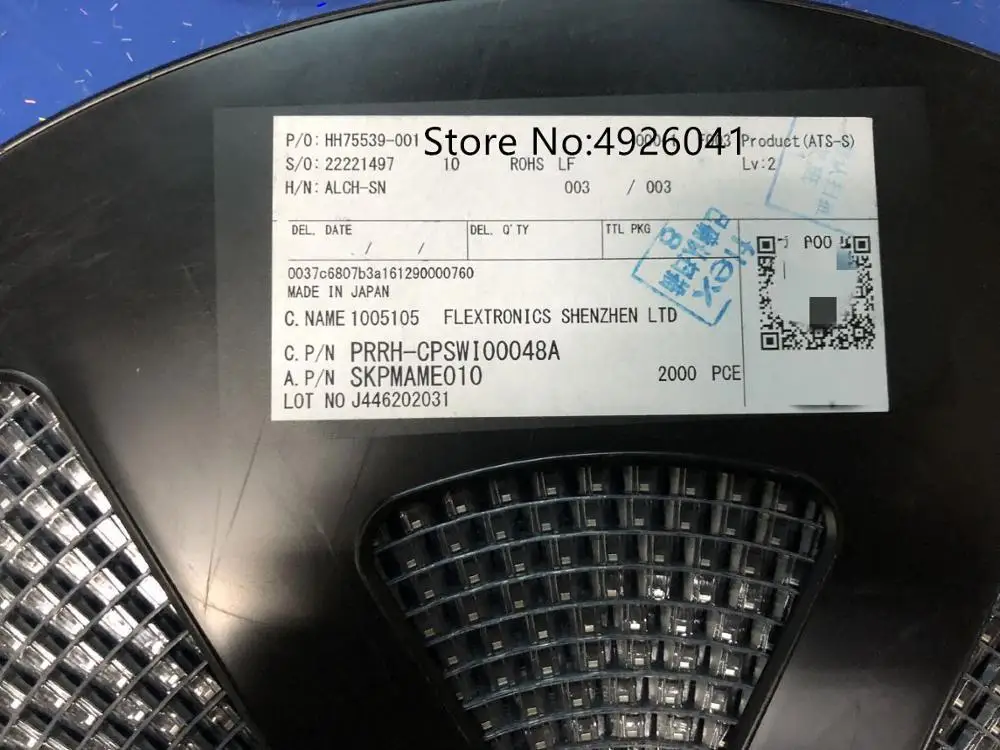 P/O: HH75539-001 Product(ATS-S)
Store No:4926041
S/O: 22221497 10 ROHS LF Lv:2
H/N: ALCH-SN 003 / 003
DEL. DATE DEL. Q'TY TTL PKG
/ /
0037c6807b3a161290000760
MADE IN JAPAN
C. NAME 1005105 FLEXTRONICS SHENZHEN LTD
C. P/N PRRH-CPSWI00048A
A. P/N SKPMAME010 2000 PCE
LOT NO J446202031
flex